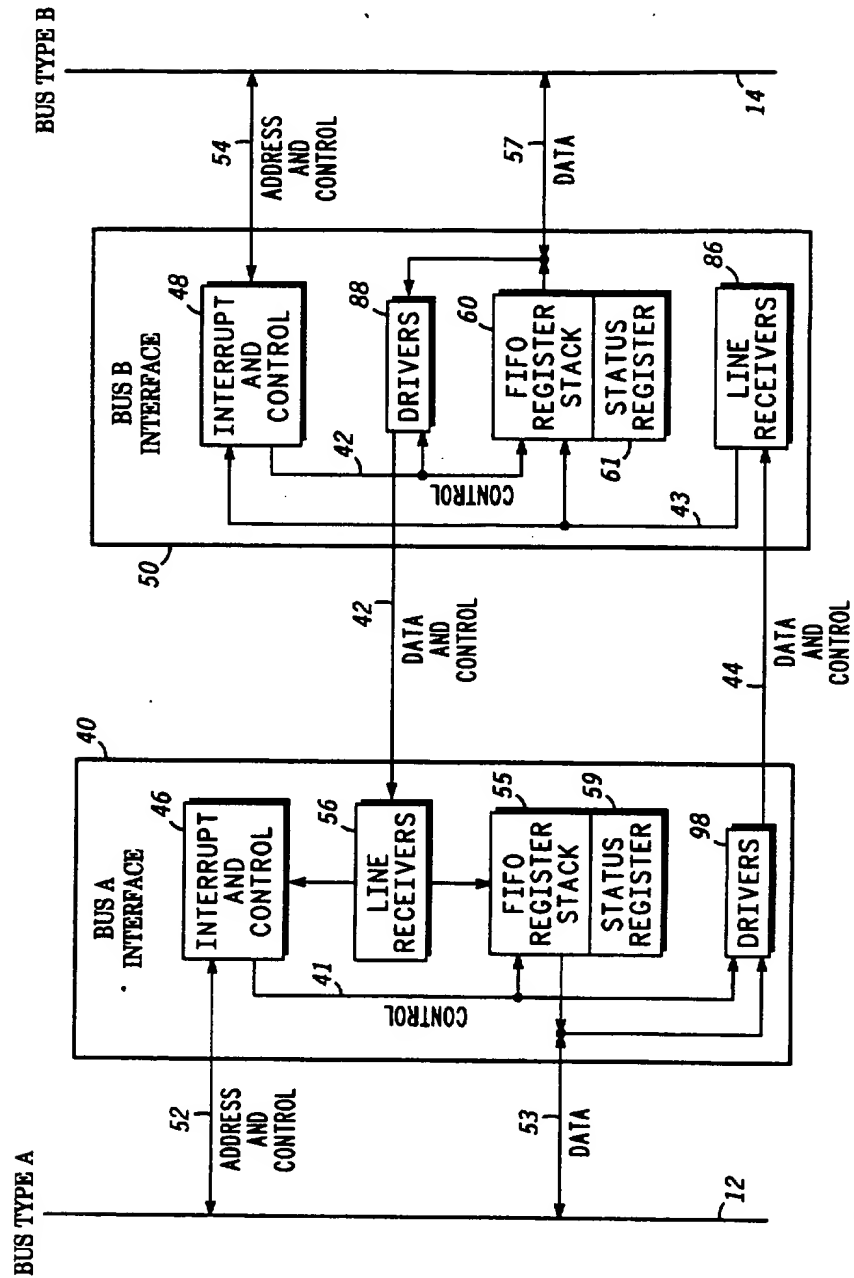 BUS TYPE A
BUS TYPE B
12
14
52
ADDRESS
AND
CONTROL
53
DATA
BUS A
INTERFACE
40
46
INTERRUPT
AND
CONTROL
41
CONTROL
56
LINE
RECEIVERS
55
FIFO
REGISTER
STACK
59
STATUS
REGISTER
98
DRIVERS
42
DATA
AND
CONTROL
44
DATA
AND
CONTROL
BUS B
INTERFACE
50
48
INTERRUPT
AND
CONTROL
42
CONTROL
88
DRIVERS
60
FIFO
REGISTER
STACK
61
STATUS
REGISTER
43
86
LINE
RECEIVERS
54
ADDRESS
AND
CONTROL
57
DATA